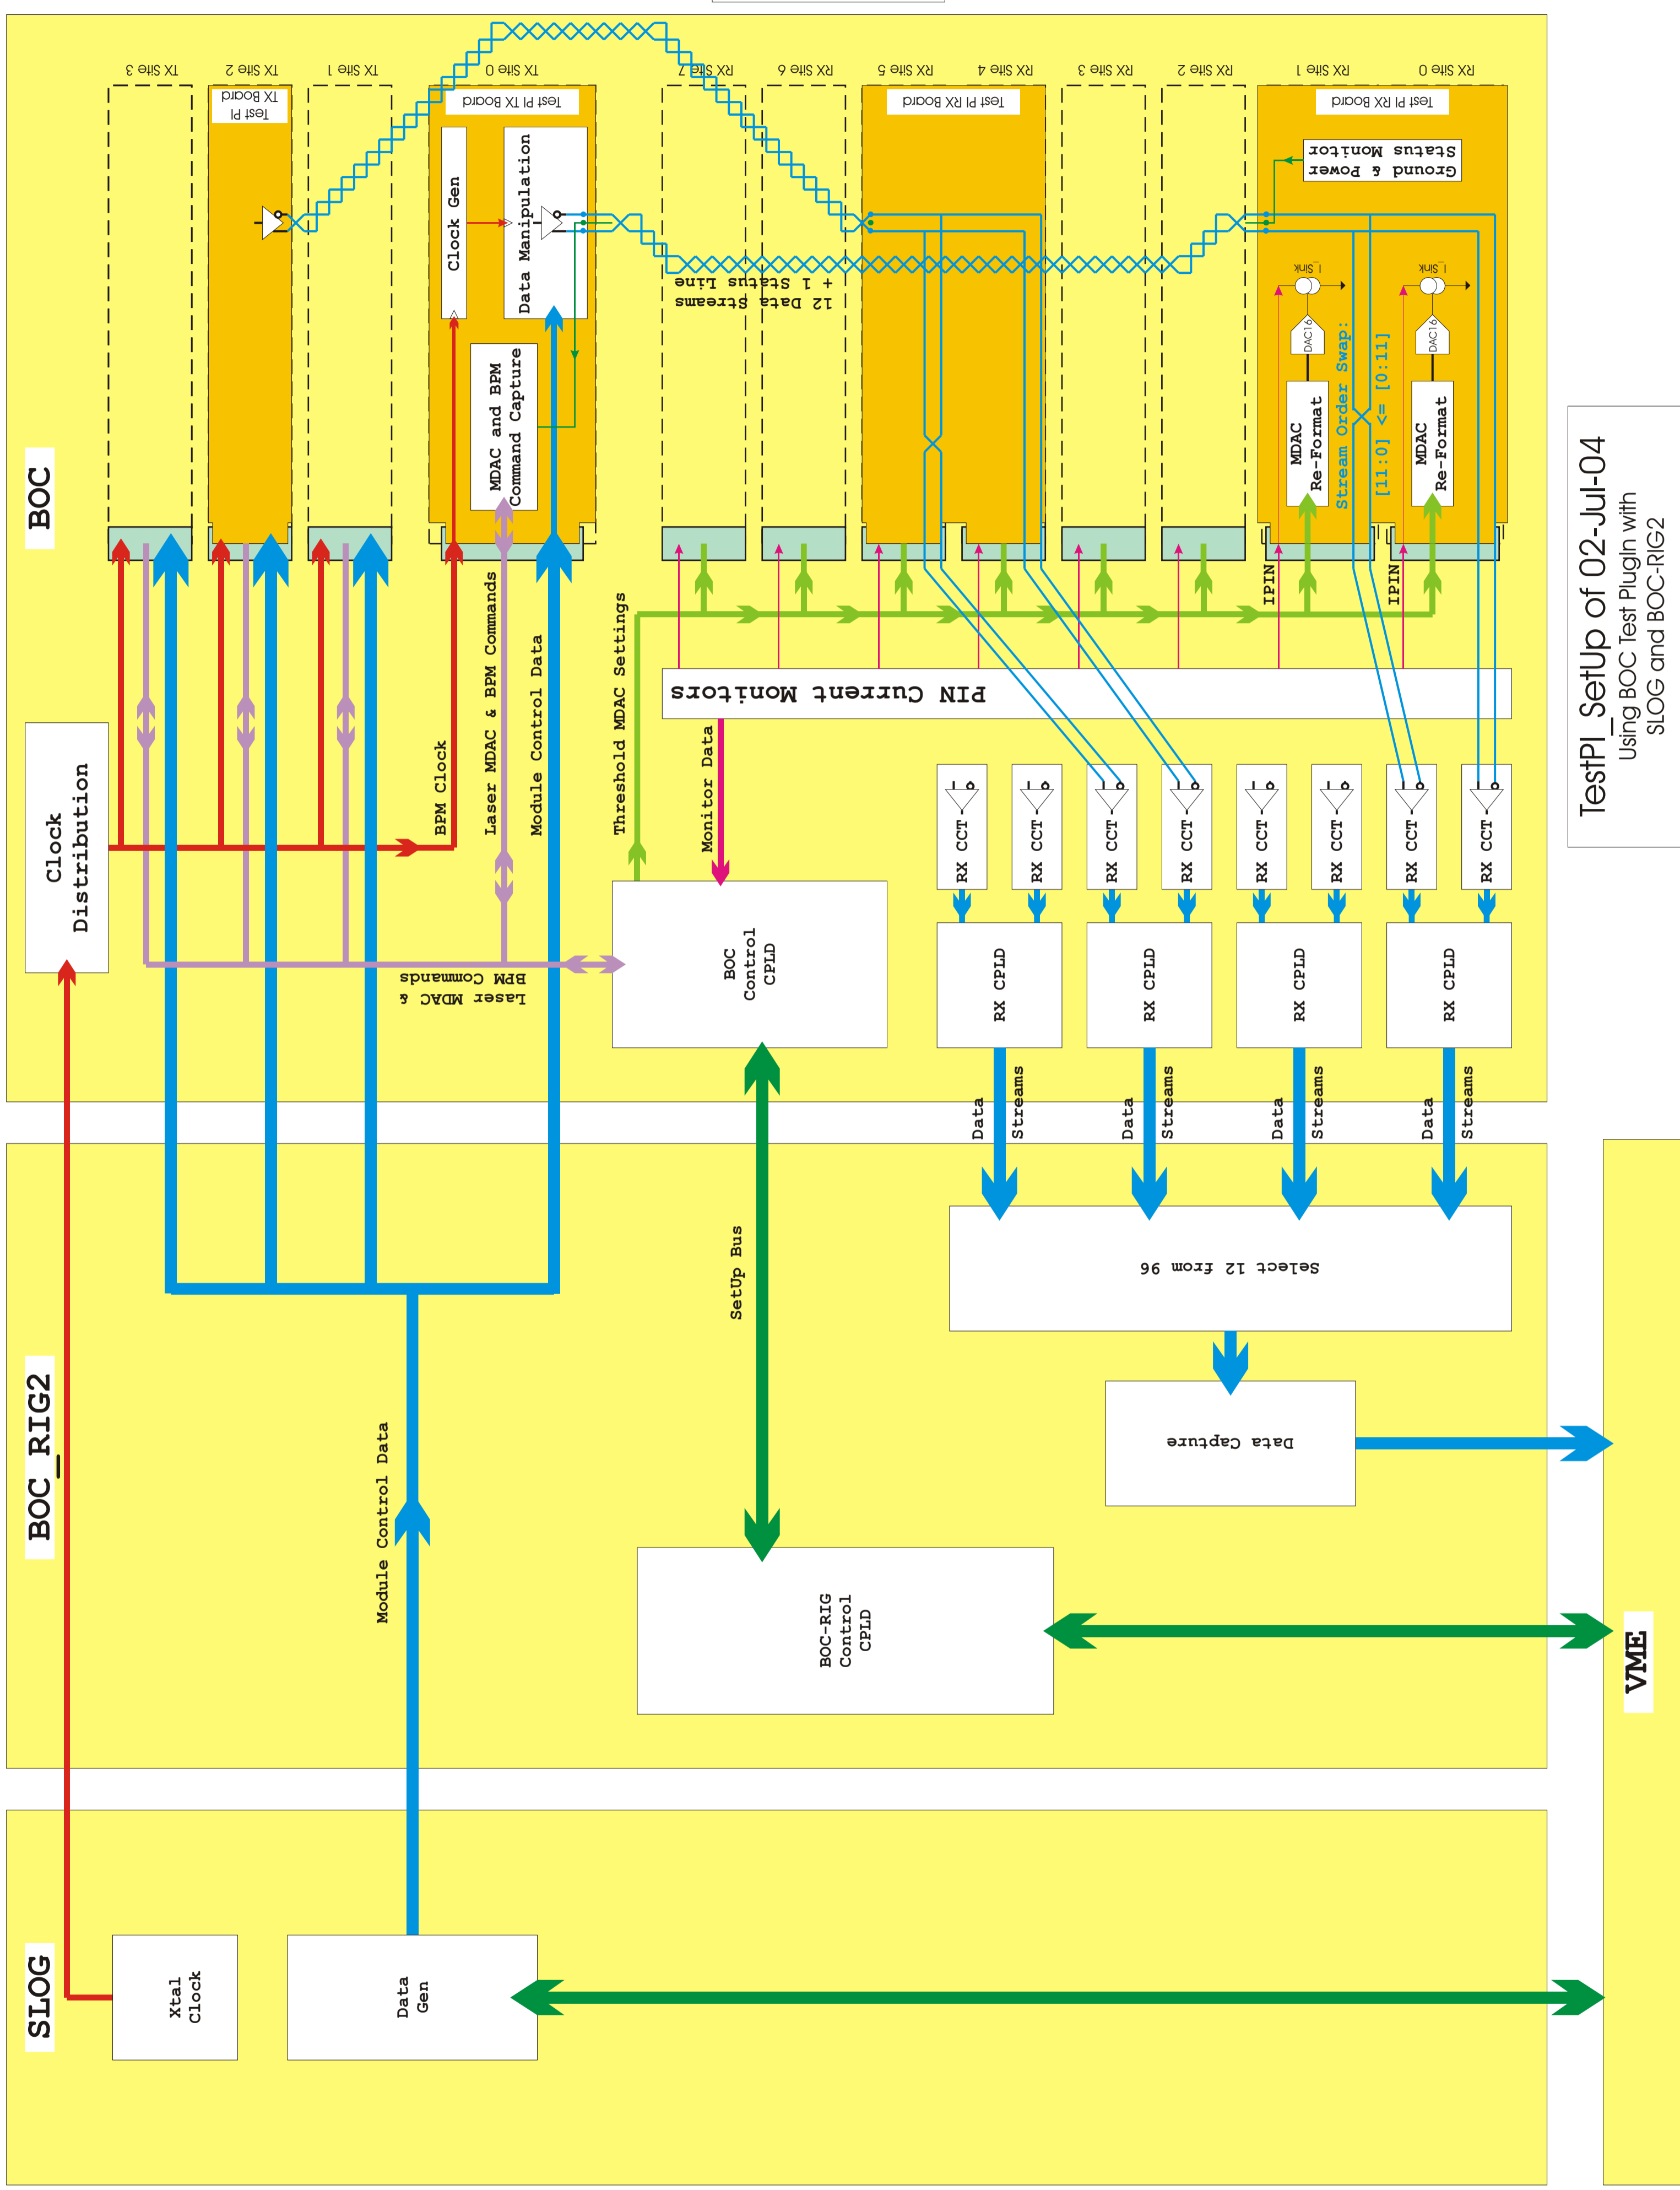 BOC
BOC_RIG2
SLOG
VME
TX Site 3
TX Site 2
TX Site 1
TX Site 0
RX Site 7
RX Site 6
RX Site 5
RX Site 4
RX Site 3
RX Site 2
RX Site 1
RX Site 0
Test PI
TX Board
Test PI TX Board
Test PI RX Board
Test PI RX Board
Clock Gen
Data Manipulation
MDAC and BPM
Command Capture
12 Data Streams
+ 1 Status Line
Ground & Power
Status Monitor
I_Sink
I_Sink
DAC16
DAC16
MDAC
Re-Format
MDAC
Re-Format
Stream Order Swap:
[11:0] <= [0:11]
IPIN
IPIN
Clock
Distribution
BPM Clock
Laser MDAC & BPM Commands
Module Control Data
Threshold MDAC Settings
Monitor Data
PIN Current Monitors
Laser MDAC &
BPM Commands
BOC
Control
CPLD
RX CCT
RX CCT
RX CCT
RX CCT
RX CCT
RX CCT
RX CCT
RX CCT
RX CPLD
RX CPLD
RX CPLD
RX CPLD
Data
Streams
Data
Streams
Data
Streams
Data
Streams
SetUp Bus
Select 12 from 96
Data Capture
Module Control Data
BOC-RIG
Control
CPLD
Xtal
Clock
Data
Gen
TestPI_SetUp of 02-Jul-04
Using BOC Test PlugIn with
SLOG and BOC-RIG2